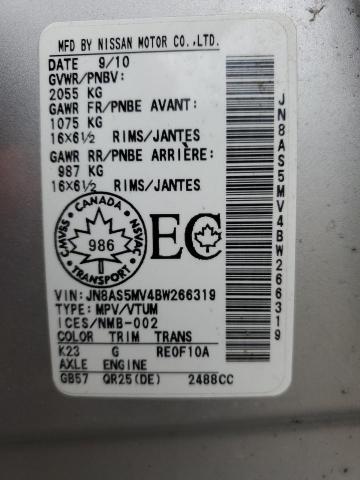 MFD BY NISSAN MOTOR CO.,LTD.
DATE 9/10
GVWR/PNBV:
2055 KG
GAWR FR/PNBE AVANT:
1075 KG
16×6½ RIMS/JANTES
GAWR RR/PNBE ARRIÈRE:
987 KG
16×6½ RIMS/JANTES
CANADA
CMVSS
NSVAC
986
TRANSPORT
EC
VIN: JN8AS5MV4BW266319
TYPE: MPV/VTUM
ICES/NMB-002
COLOR TRIM TRANS
K23 G RE0F10A
AXLE ENGINE
GB57 QR25(DE) 2488CC
JN8AS5MV4BW266319